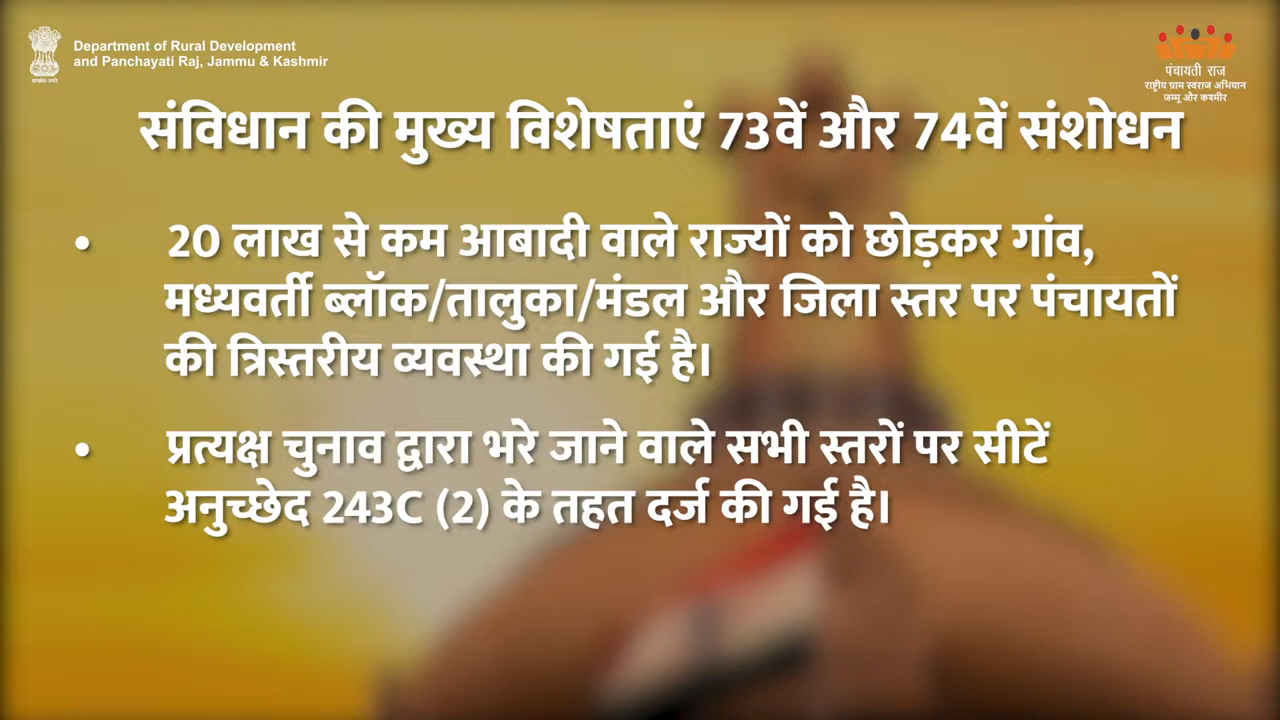 Department of Rural Development
and Panchayati Raj, Jammu & Kashmir
पंचायती राज
राष्ट्रीय ग्राम स्वराज अभियान
जम्मू और कश्मीर
संविधान की मुख्य विशेषताएं 73वें और 74वें संशोधन
• 20 लाख से कम आबादी वाले राज्यों को छोड़कर गांव,
मध्यवर्ती ब्लॉक/तालुका/मंडल और जिला स्तर पर पंचायतों
की त्रिस्तरीय व्यवस्था की गई है।
• प्रत्यक्ष चुनाव द्वारा भरे जाने वाले सभी स्तरों पर सीटें
अनुच्छेद 243C (2) के तहत दर्ज की गई है।